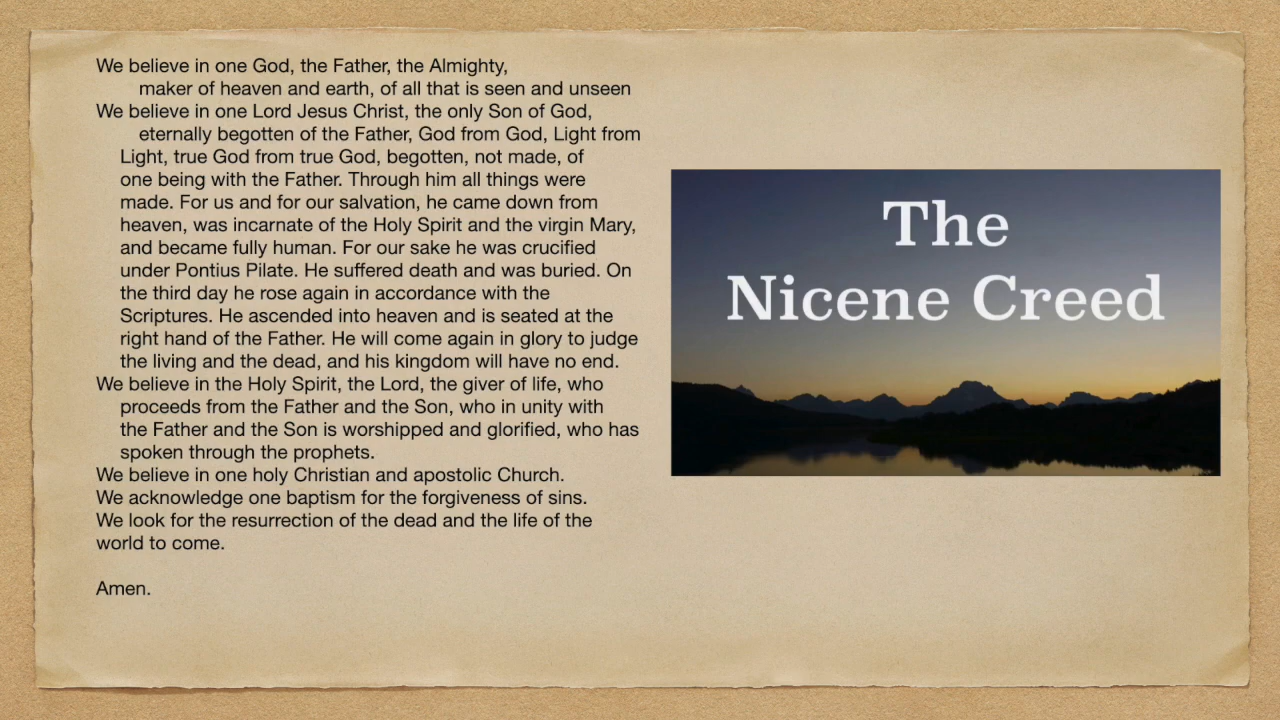 We believe in one God, the Father, the Almighty,
maker of heaven and earth, of all that is seen and unseen
We believe in one Lord Jesus Christ, the only Son of God,
eternally begotten of the Father, God from God, Light from
Light, true God from true God, begotten, not made, of
one being with the Father. Through him all things were
made. For us and for our salvation, he came down from
heaven, was incarnate of the Holy Spirit and the virgin Mary,
and became fully human. For our sake he was crucified
under Pontius Pilate. He suffered death and was buried. On
the third day he rose again in accordance with the
Scriptures. He ascended into heaven and is seated at the
right hand of the Father. He will come again in glory to judge
the living and the dead, and his kingdom will have no end.
We believe in the Holy Spirit, the Lord, the giver of life, who
proceeds from the Father and the Son, who in unity with
the Father and the Son is worshipped and glorified, who has
spoken through the prophets.
We believe in one holy Christian and apostolic Church.
We acknowledge one baptism for the forgiveness of sins.
We look for the resurrection of the dead and the life of the
world to come.
Amen.
The
Nicene Creed